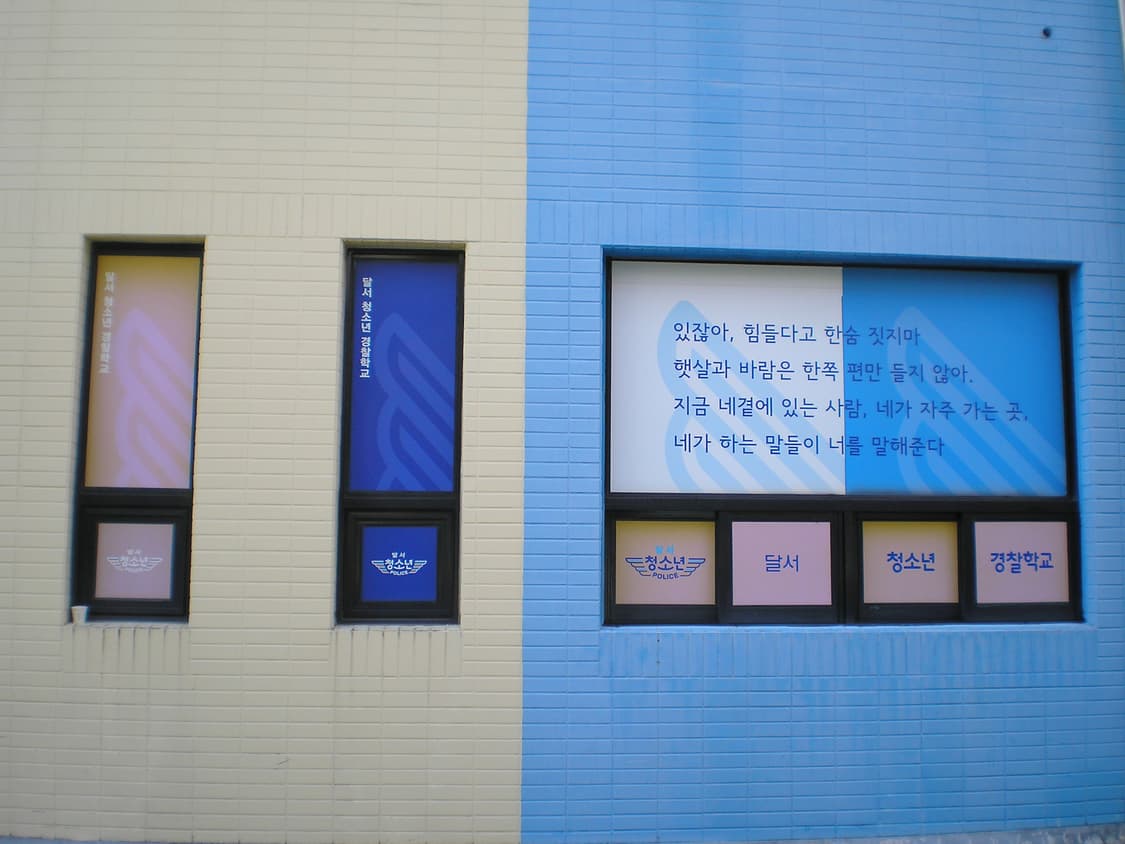 달서 청소년 경찰학교
달서
청소년
POLICE
달서 청소년 경찰학교
달서
청소년
POLICE
있잖아, 힘들다고 한숨 짓지마
햇살과 바람은 한쪽 편만 들지 않아.
지금 네곁에 있는 사람, 네가 자주 가는 곳,
네가 하는 말들이 너를 말해준다
달서
청소년
POLICE
달서
청소년
경찰학교